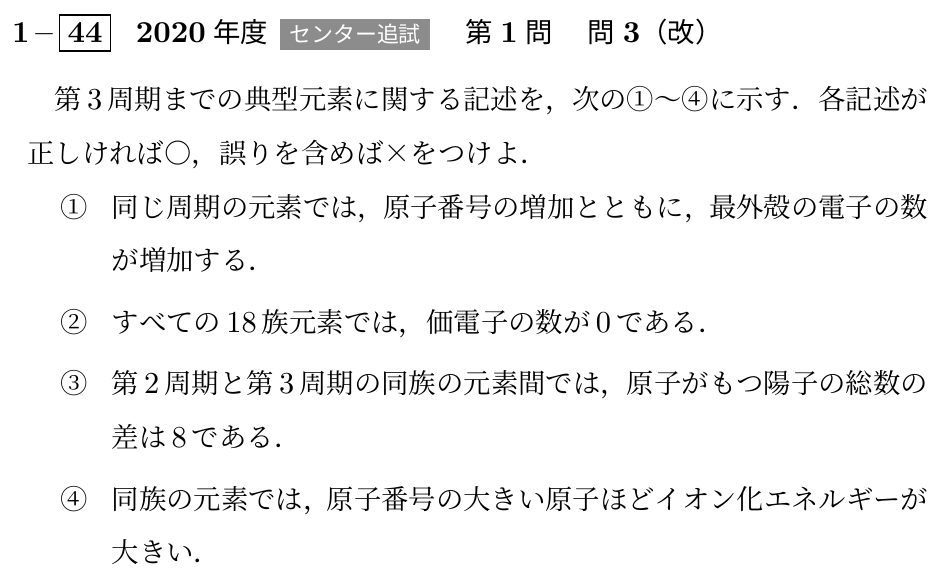 1−44 2020 年度 センター追試 第 1 問 問 3（改）
第 3 周期までの典型元素に関する記述を，次の①〜④に示す．各記述が
正しければ○，誤りを含めば×をつけよ．
① 同じ周期の元素では，原子番号の増加とともに，最外殻の電子の数
が増加する．
② すべての 18 族元素では，価電子の数が 0 である．
③ 第 2 周期と第 3 周期の同族の元素間では，原子がもつ陽子の総数の
差は 8 である．
④ 同族の元素では，原子番号の大きい原子ほどイオン化エネルギーが
大きい．